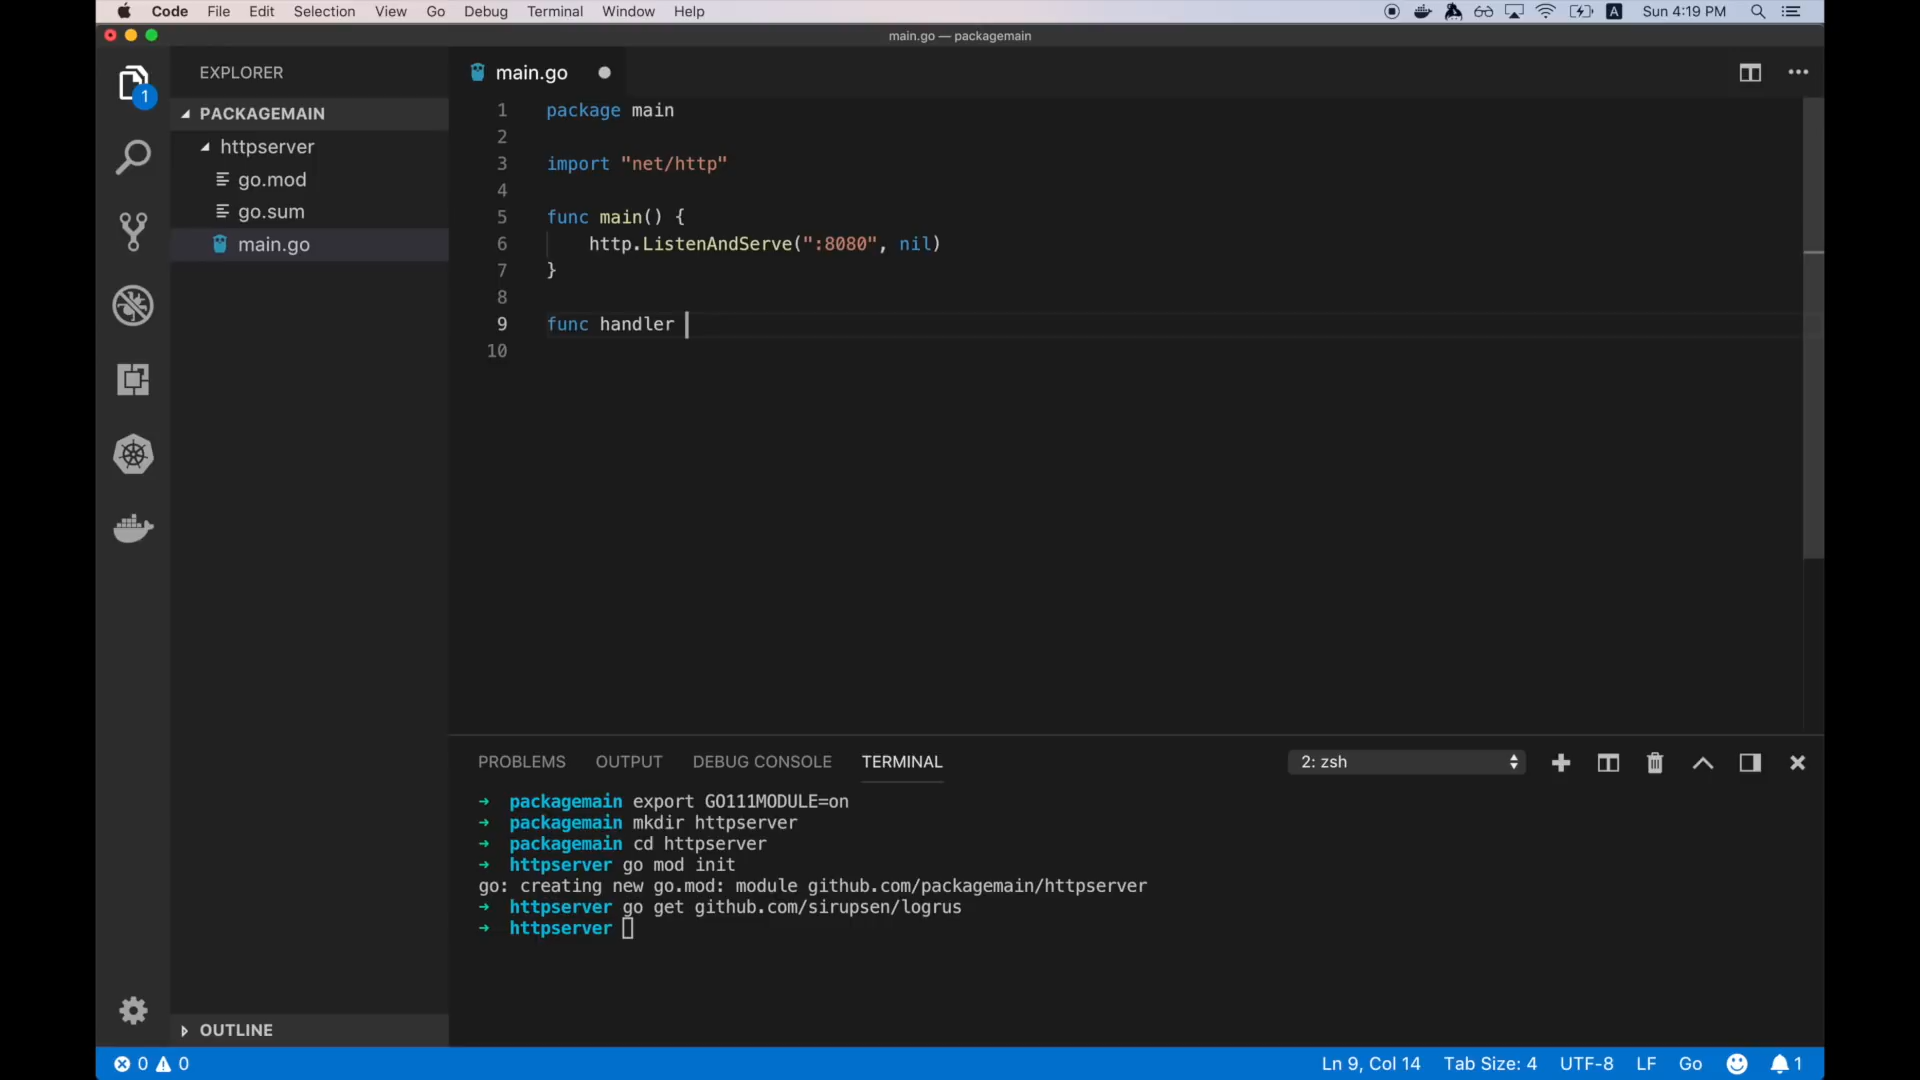 Code File Edit Selection View Go Debug Terminal Window Help
A Sun 4:19 PM
main.go — packagemain
EXPLORER
1
PACKAGEMAIN
httpserver
go.mod
go.sum
main.go
OUTLINE
main.go
1 package main
2
3 import "net/http"
4
5 func main() {
6 http.ListenAndServe(":8080", nil)
7 }
8
9 func handler
10
PROBLEMS OUTPUT DEBUG CONSOLE TERMINAL 2: zsh
➜ packagemain export GO111MODULE=on
➜ packagemain mkdir httpserver
➜ packagemain cd httpserver
➜ httpserver go mod init
go: creating new go.mod: module github.com/packagemain/httpserver
➜ httpserver go get github.com/sirupsen/logrus
➜ httpserver
0 0 Ln 9, Col 14 Tab Size: 4 UTF-8 LF Go 1